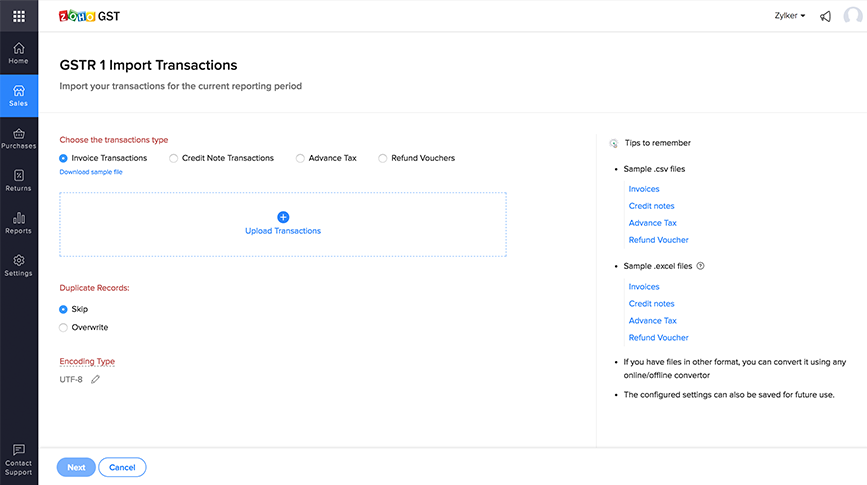 ZOHO GST
Zylker
Home
Sales
Purchases
Returns
Reports
Settings
Contact
Support
GSTR 1 Import Transactions
Import your transactions for the current reporting period
Choose the transactions type
Invoice Transactions Credit Note Transactions Advance Tax Refund Vouchers
Download sample file
Upload Transactions
Duplicate Records:
Skip
Overwrite
Encoding Type
UTF-8
Next Cancel
Tips to remember
Sample .csv files
Invoices
Credit notes
Advance Tax
Refund Voucher
Sample .excel files
Invoices
Credit notes
Advance Tax
Refund Voucher
If you have files in other format, you can convert it using any
online/offline convertor
The configured settings can also be saved for future use.